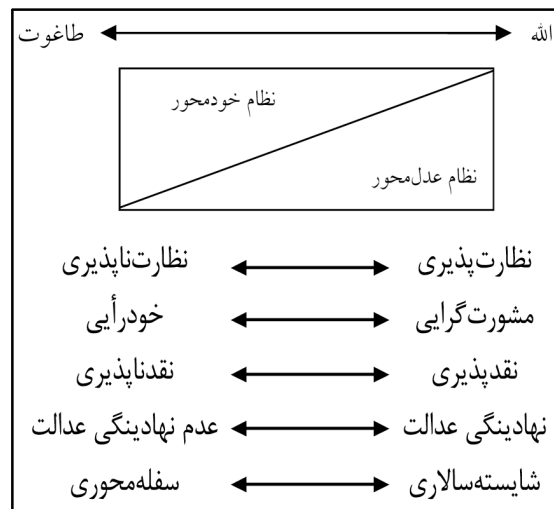 الله طاغوت
نظام خودمحور
نظام عدل‌محور
نظارت‌پذیری نظارت‌ناپذیری
مشورت‌گرایی خودرأیی
نقدپذیری نقدناپذیری
نهادینگی عدالت عدم نهادینگی عدالت
شایسته‌سالاری سفله‌محوری